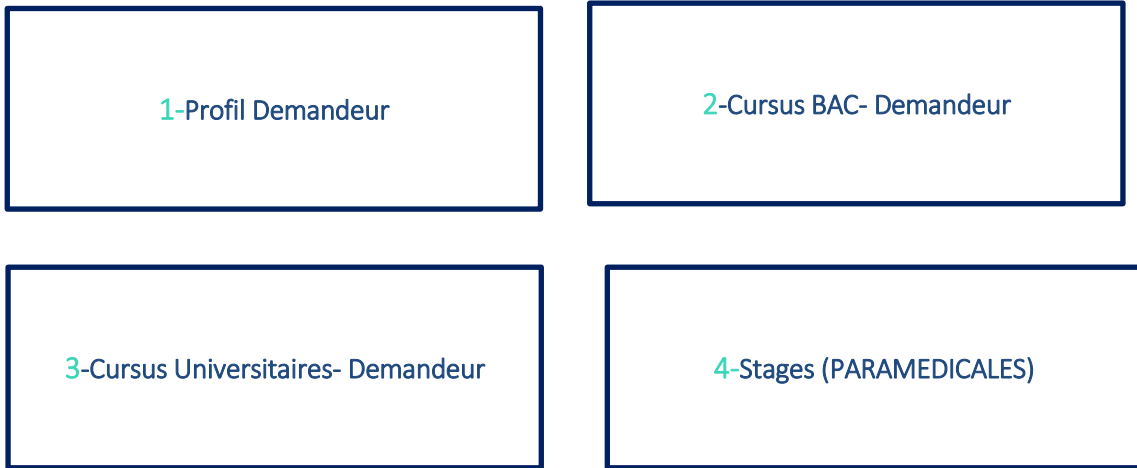 1-Profil Demandeur
2-Cursus BAC- Demandeur
3-Cursus Universitaires- Demandeur
4-Stages (PARAMEDICALES)